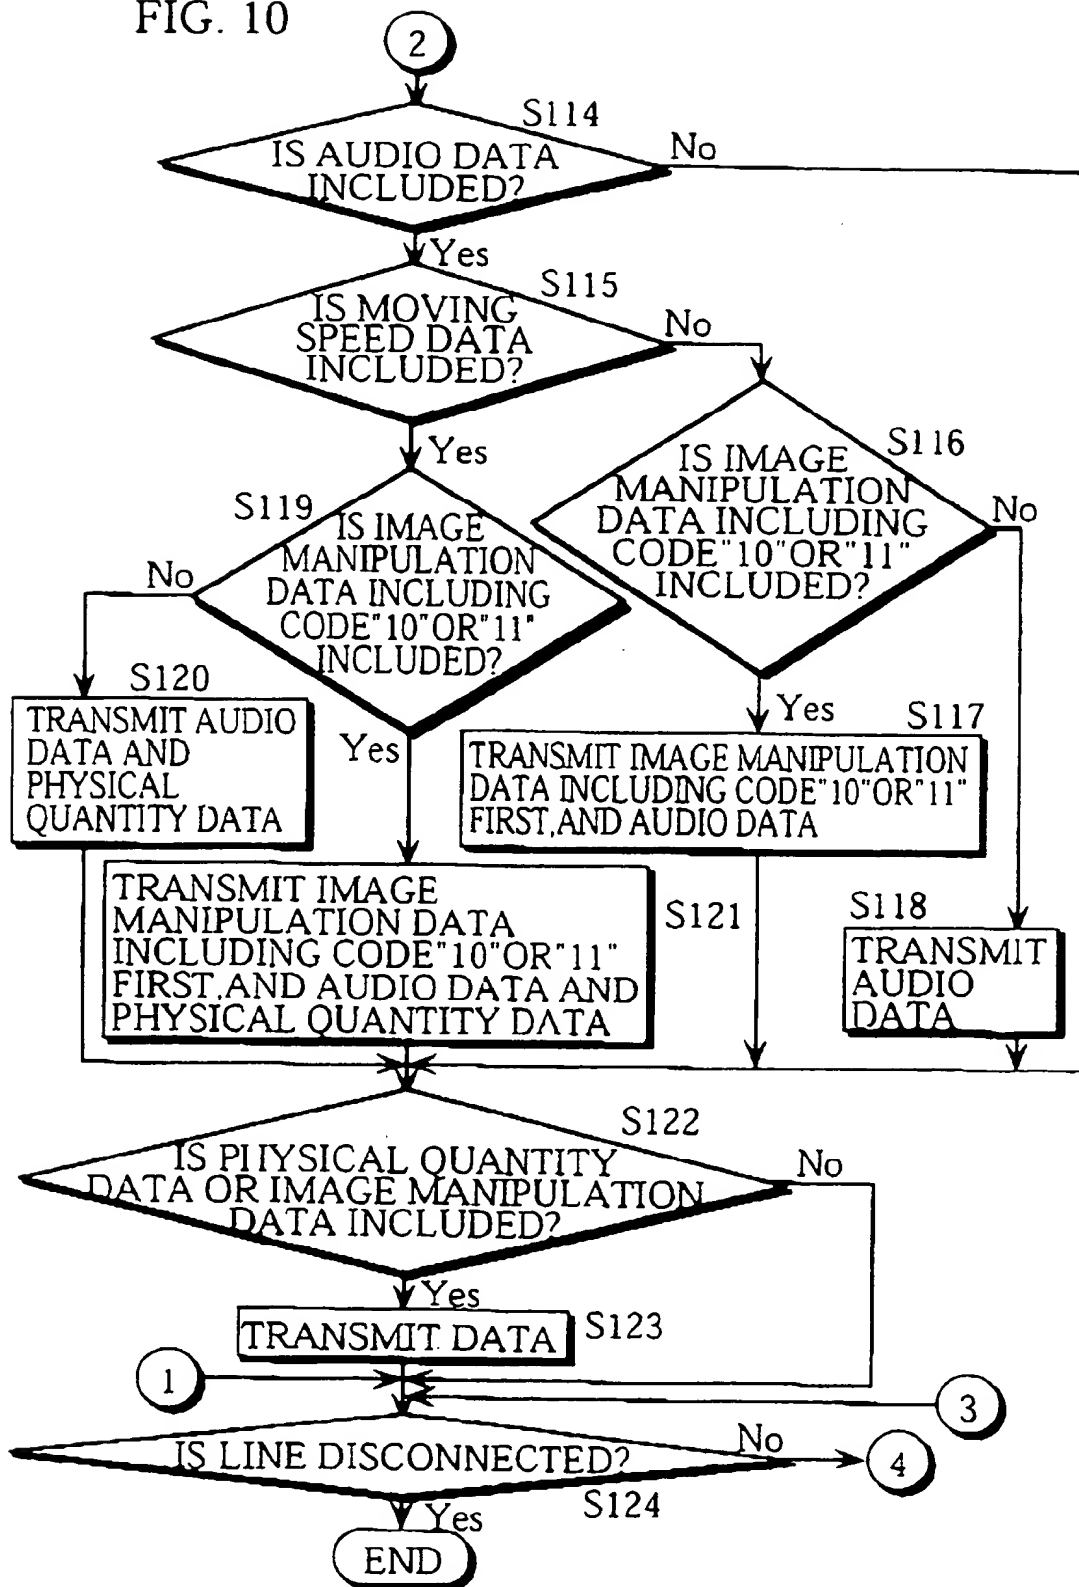 FIG. 10
2
S114
IS AUDIO DATA
INCLUDED?
No
Yes
S115
IS MOVING
SPEED DATA
INCLUDED?
No
Yes
S116
IS IMAGE
MANIPULATION
DATA INCLUDING
CODE"10"OR"11"
INCLUDED?
No
S119
IS IMAGE
MANIPULATION
DATA INCLUDING
CODE"10"OR"11"
INCLUDED?
No
Yes
Yes
S120
TRANSMIT AUDIO
DATA AND
PHYSICAL
QUANTITY DATA
S117
TRANSMIT IMAGE MANIPULATION
DATA INCLUDING CODE"10"OR"11"
FIRST,AND AUDIO DATA
TRANSMIT IMAGE
MANIPULATION DATA
INCLUDING CODE"10"OR"11"
FIRST,AND AUDIO DATA AND
PHYSICAL QUANTITY DATA
S121
S118
TRANSMIT
AUDIO
DATA
S122
IS PHYSICAL QUANTITY
DATA OR IMAGE MANIPULATION
DATA INCLUDED?
No
Yes
TRANSMIT DATA
S123
1
3
IS LINE DISCONNECTED?
No
4
S124
Yes
END